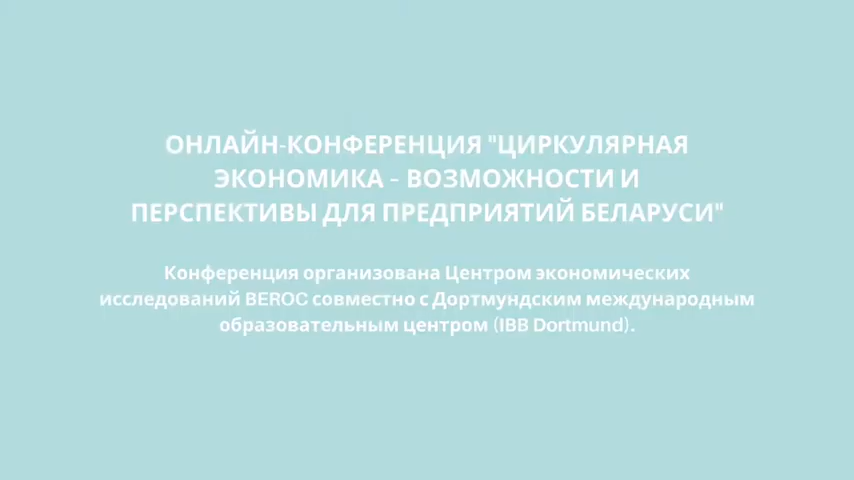 ОНЛАЙН-КОНФЕРЕНЦИЯ "ЦИРКУЛЯРНАЯ
ЭКОНОМИКА – ВОЗМОЖНОСТИ И
ПЕРСПЕКТИВЫ ДЛЯ ПРЕДПРИЯТИЙ БЕЛАРУСИ"
Конференция организована Центром экономических
исследований BEROC совместно с Дортмундским международным
образовательным центром (IBB Dortmund).